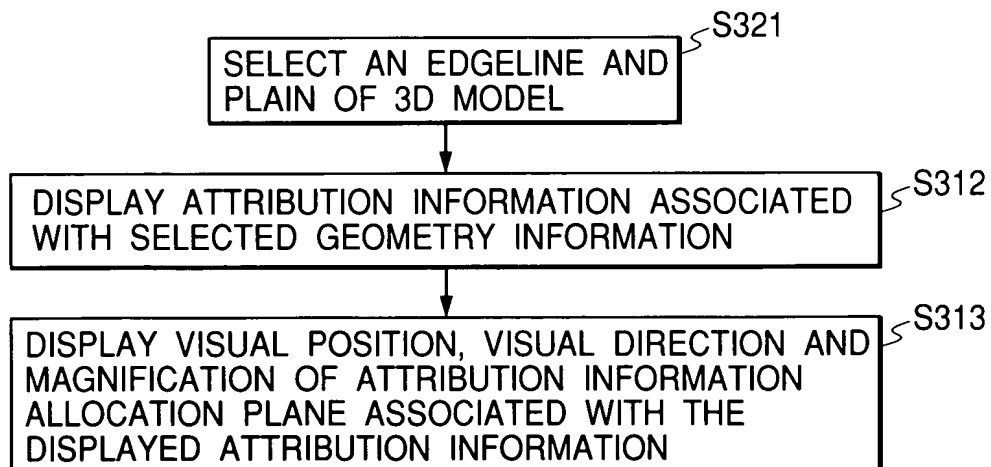 S321
SELECT AN EDGELINE AND
PLAIN OF 3D MODEL
S312
DISPLAY ATTRIBUTION INFORMATION ASSOCIATED
WITH SELECTED GEOMETRY INFORMATION
S313
DISPLAY VISUAL POSITION, VISUAL DIRECTION AND
MAGNIFICATION OF ATTRIBUTION INFORMATION
ALLOCATION PLANE ASSOCIATED WITH THE
DISPLAYED ATTRIBUTION INFORMATION